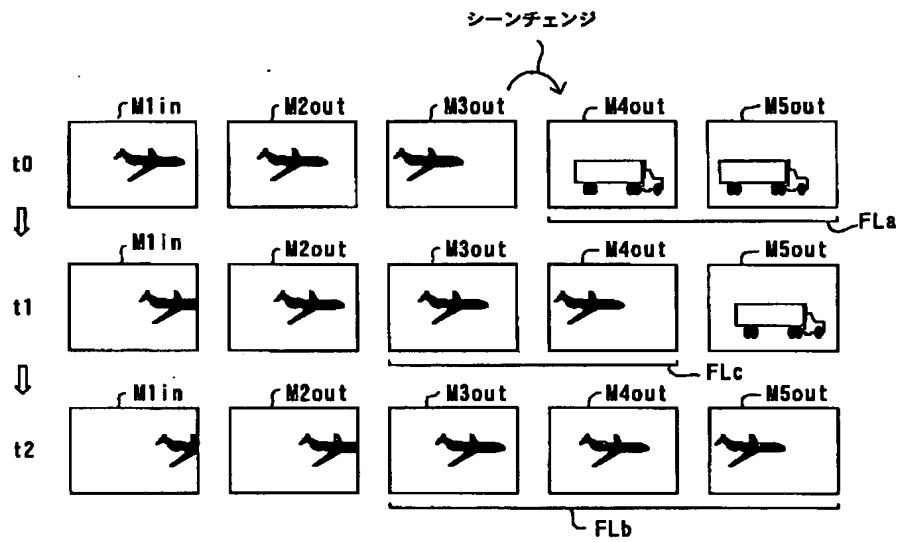 シーンチェンジ
M1in M2out M3out M4out M5out
t0
FLa
M1in M2out M3out M4out M5out
t1
FLc
M1in M2out M3out M4out M5out
t2
FLb